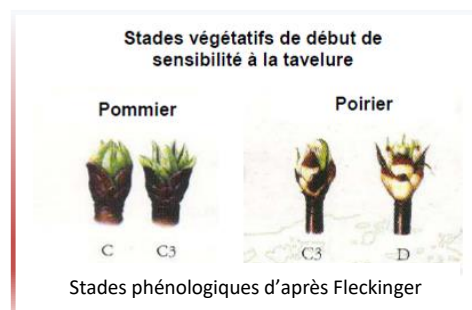 Stades végétatifs de début de
sensibilité à la tavelure
Pommier
Poirier
C C3
C3 D
Stades phénologiques d'après Fleckinger